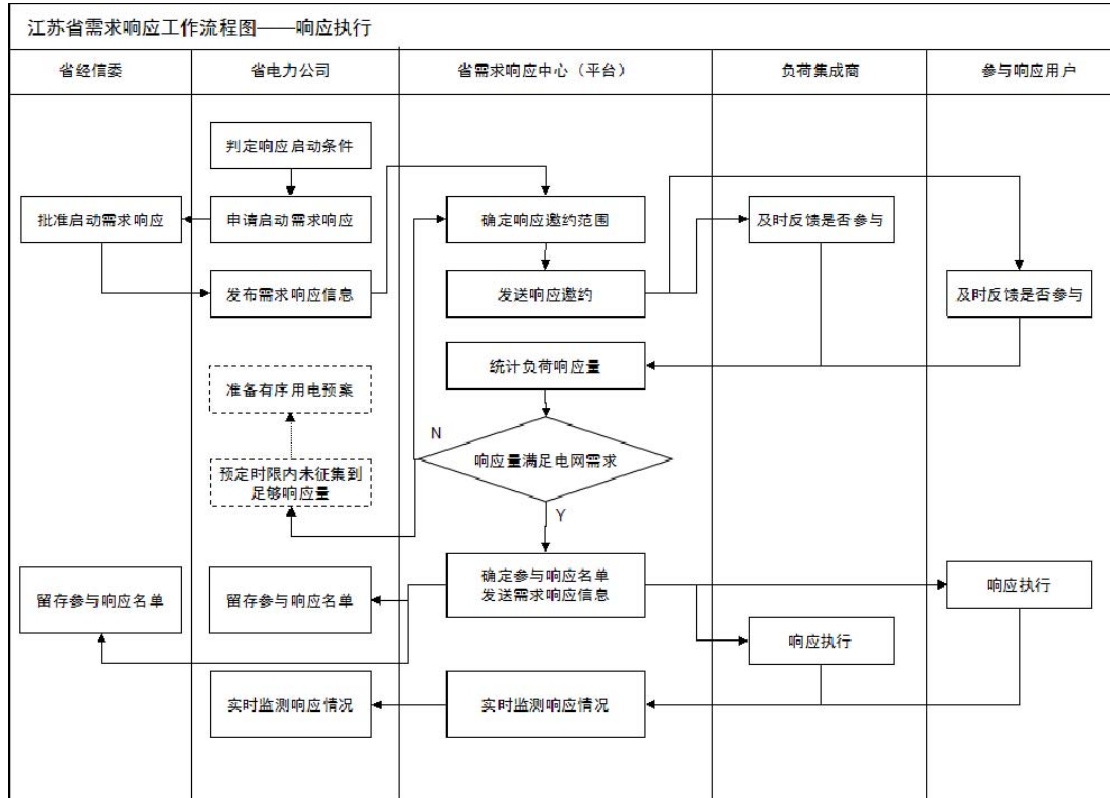 江苏省需求响应工作流程图——响应执行
省经信委
省电力公司
省需求响应中心（平台）
负荷集成商
参与响应用户
判定响应启动条件
批准启动需求响应
申请启动需求响应
确定响应邀约范围
及时反馈是否参与
发布需求响应信息
发送响应邀约
及时反馈是否参与
统计负荷响应量
准备有序用电预案
N
响应量满足电网需求
预定时限内未征集到
足够响应量
Y
留存参与响应名单
留存参与响应名单
确定参与响应名单
发送需求响应信息
响应执行
响应执行
实时监测响应情况
实时监测响应情况